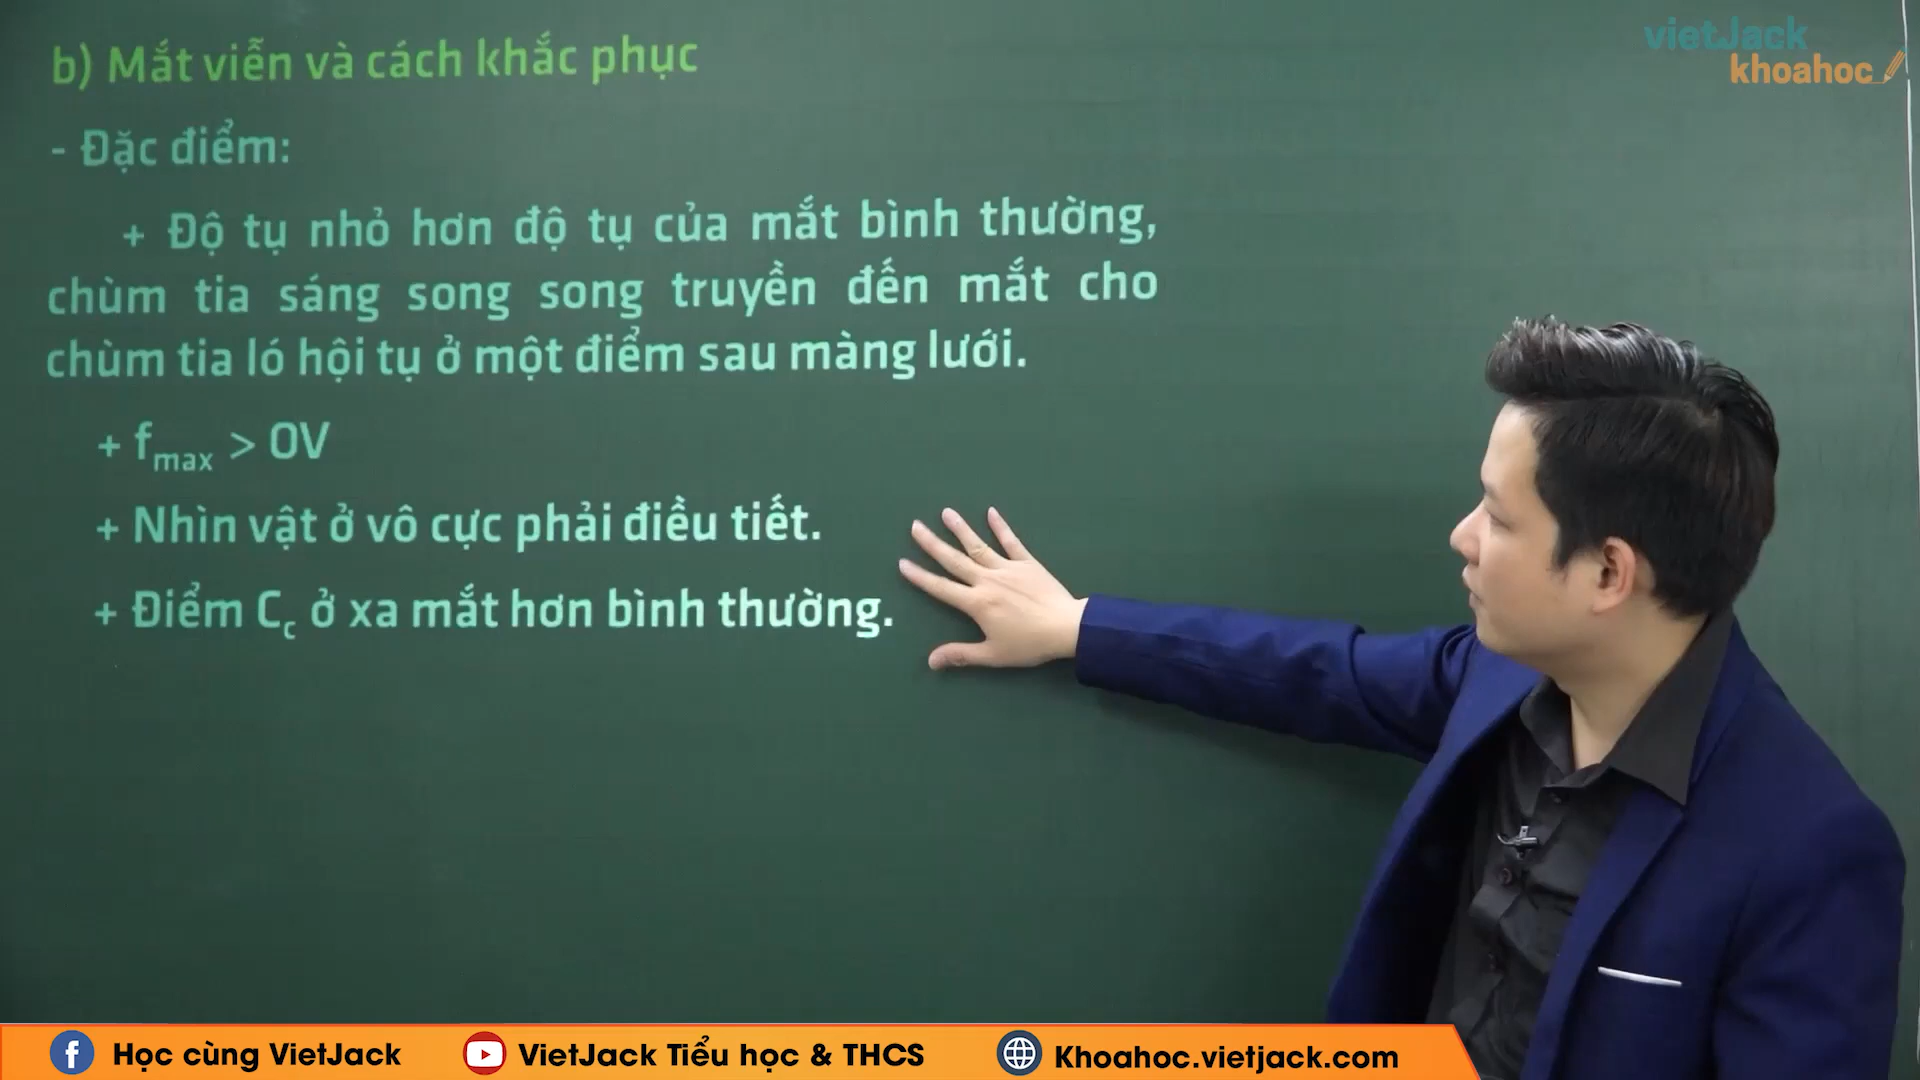 vietJack
khoahoc
b) Mắt viễn và cách khắc phục
- Đặc điểm:
+ Độ tụ nhỏ hơn độ tụ của mắt bình thường,
chùm tia sáng song song truyền đến mắt cho
chùm tia ló hội tụ ở một điểm sau màng lưới.
+ fmax > OV
+ Nhìn vật ở vô cực phải điều tiết.
+ Điểm Cc ở xa mắt hơn bình thường.
Học cùng VietJack
VietJack Tiểu học & THCS
Khoahoc.vietjack.com